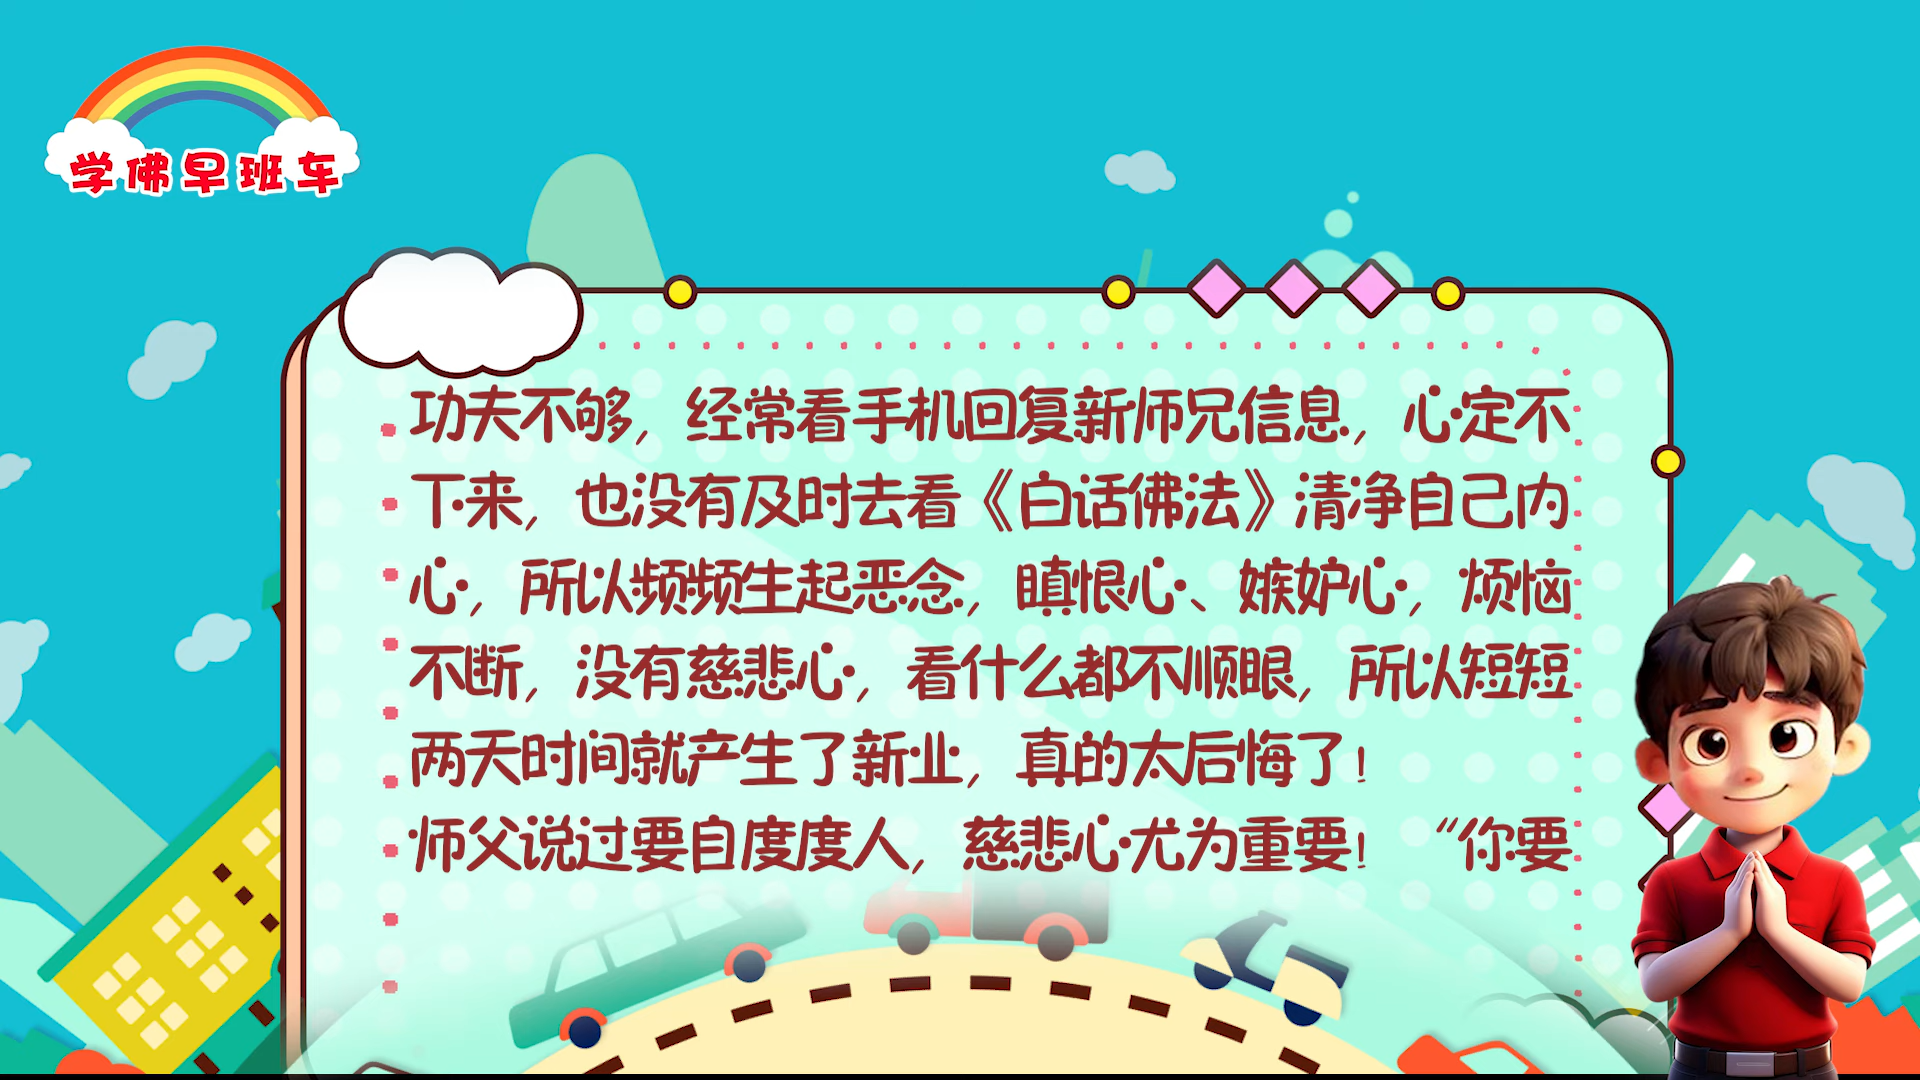 学佛早班车
功夫不够，经常看手机回复新师兄信息，心定不
下来，也没有及时去看《白话佛法》清净自己内
心，所以频频生起恶念，瞋恨心、嫉妒心，烦恼
不断，没有慈悲心，看什么都不顺眼，所以短短
两天时间就产生了新业，真的太后悔了！
师父说过要自度度人，慈悲心尤为重要！“你要